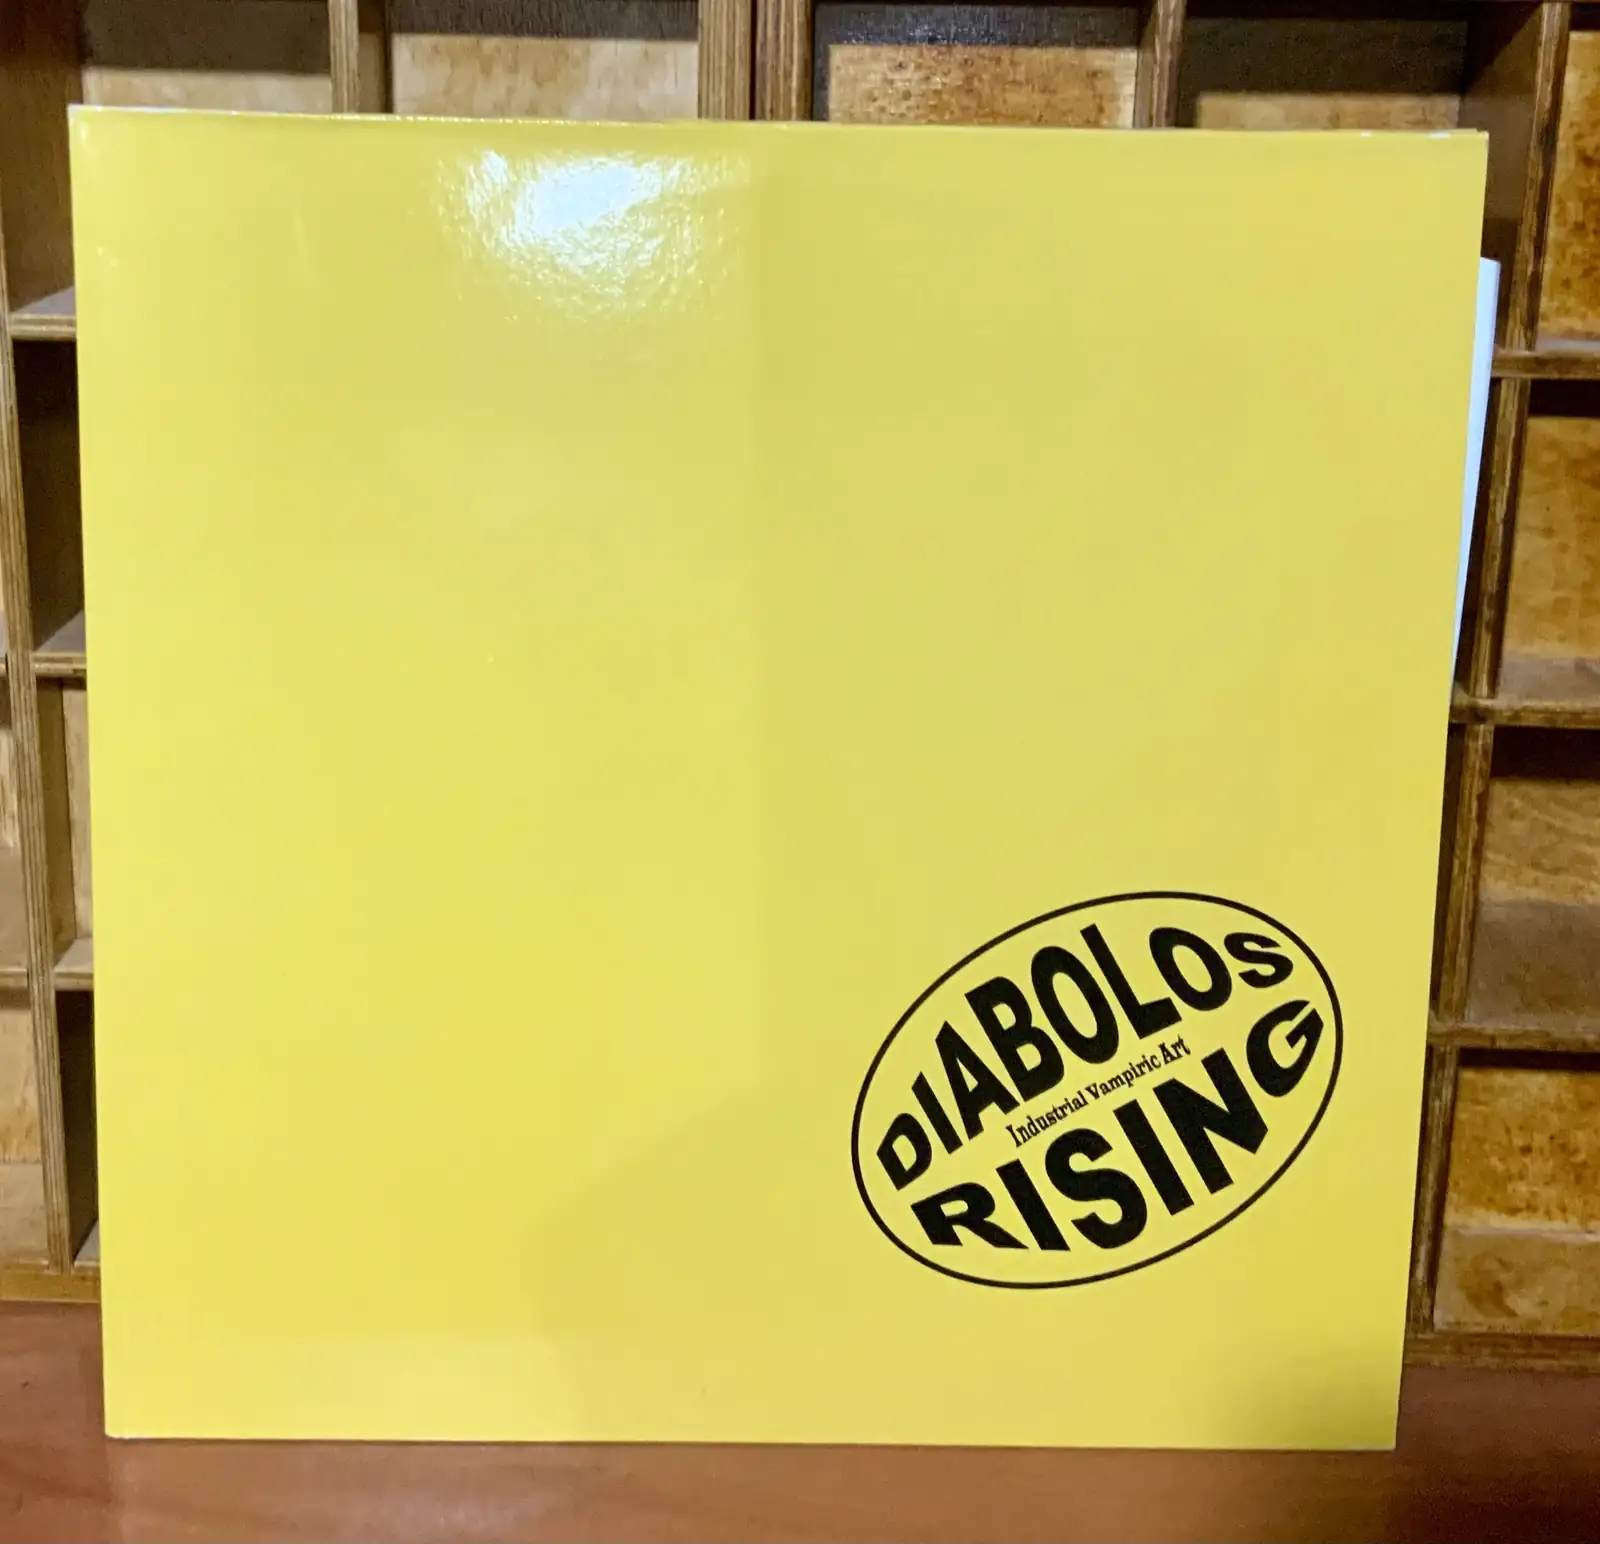 DIABOLOS
Industrial Vampiric Art
RISING